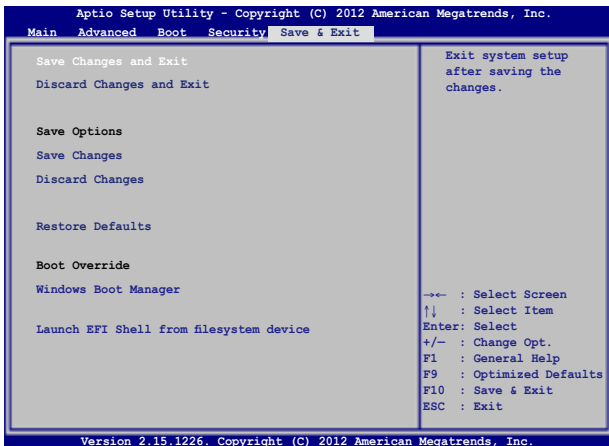 Aptio Setup Utility - Copyright (C) 2012 American Megatrends, Inc.
Main Advanced Boot Security Save & Exit
Save Changes and Exit
Discard Changes and Exit
Save Options
Save Changes
Discard Changes
Restore Defaults
Boot Override
Windows Boot Manager
Launch EFI Shell from filesystem device
Exit system setup
after saving the
changes.
→← : Select Screen
↑↓ : Select Item
Enter: Select
+/— : Change Opt.
F1 : General Help
F9 : Optimized Defaults
F10 : Save & Exit
ESC : Exit
Version 2.15.1226. Copyright (C) 2012 American Megatrends, Inc.